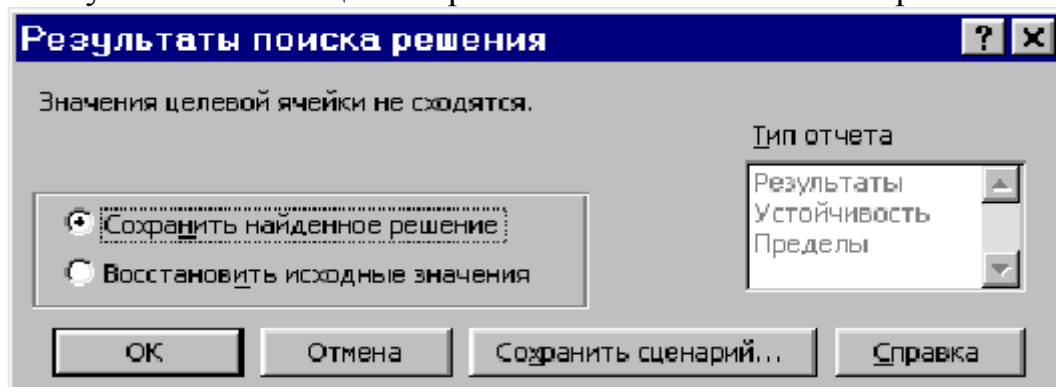 Результаты поиска решения
Значения целевой ячейки не сходятся.
Тип отчета
Результаты
Устойчивость
Пределы
Сохранить найденное решение
Восстановить исходные значения
ОК
Отмена
Сохранить сценарий...
Справка